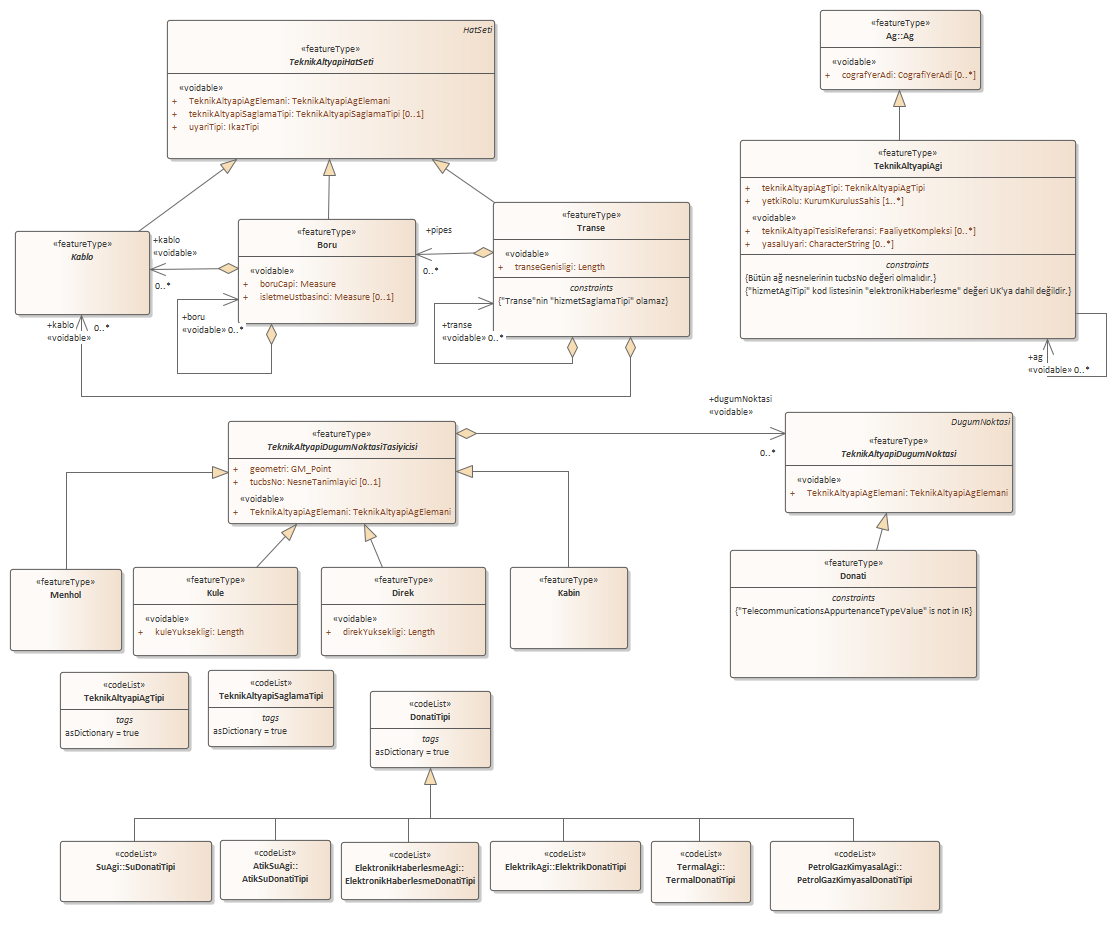 HatSeti
«featureType»
TeknikAltyapiHatSeti
«voidable»
+ TeknikAltyapiAgElemani: TeknikAltyapiAgElemani
+ teknikAltyapiSaglamaTipi: TeknikAltyapiSaglamaTipi [0..1]
+ uyariTipi: IkazTipi
«featureType»
Ag::Ag
«voidable»
+ cografYerAdi: CografiYerAdi [0..*]
«featureType»
TeknikAltyapiAgi
+ teknikAltyapiAgTipi: TeknikAltyapiAgTipi
+ yetkiRolu: KurumKurulusSahis [1..*]
«voidable»
+ teknikAltyapiTesisiReferansi: FaaliyetKompleksi [0..*]
+ yasalUyari: CharacterString [0..*]
constraints
{Bütün ağ nesnelerinin tucbsNo değeri olmalıdır.}
{"hizmetAgiTipi" kod listesinin "elektronikHaberlesme" değeri UK'ya dahil değildir.}
+ag
«voidable» 0..*
«featureType»
Kablo
+kablo
«voidable»
0..*
«featureType»
Boru
«voidable»
+ boruCapi: Measure
+ isletmeUstbasinci: Measure [0..1]
+pipes
0..*
«featureType»
Transe
«voidable»
+ transeGenisligi: Length
constraints
{"Transe"nin "hizmetSaglamaTipi" olamaz}
+kablo
«voidable»
0..*
+boru
«voidable» 0..*
+transe
«voidable» 0..*
«featureType»
TeknikAltyapiDugumNoktasiTasiyicisi
+ geometri: GM_Point
+ tucbsNo: NesneTanimlayici [0..1]
«voidable»
+ TeknikAltyapiAgElemani: TeknikAltyapiAgElemani
+dugumNoktasi
«voidable»
0..*
DugumNoktasi
«featureType»
TeknikAltyapiDugumNoktasi
«voidable»
+ TeknikAltyapiAgElemani: TeknikAltyapiAgElemani
«featureType»
Menhol
«featureType»
Kule
«voidable»
+ kuleYuksekligi: Length
«featureType»
Direk
«voidable»
+ direkYuksekligi: Length
«featureType»
Kabin
«featureType»
Donati
constraints
{"TelecommunicationsAppurtenanceTypeValue" is not in IR}
«codeList»
TeknikAltyapiAgTipi
tags
asDictionary = true
«codeList»
TeknikAltyapiSaglamaTipi
tags
asDictionary = true
«codeList»
DonatiTipi
tags
asDictionary = true
«codeList»
SuAgi::SuDonatiTipi
«codeList»
AtikSuAgi::
AtikSuDonatiTipi
«codeList»
ElektronikHaberlesmeAgi::
ElektronikHaberlesmeDonatiTipi
«codeList»
ElektrikAgi::ElektrikDonatiTipi
«codeList»
TermalAgi::
TermalDonatiTipi
«codeList»
PetrolGazKimyasalAgi::
PetrolGazKimyasalDonatiTipi